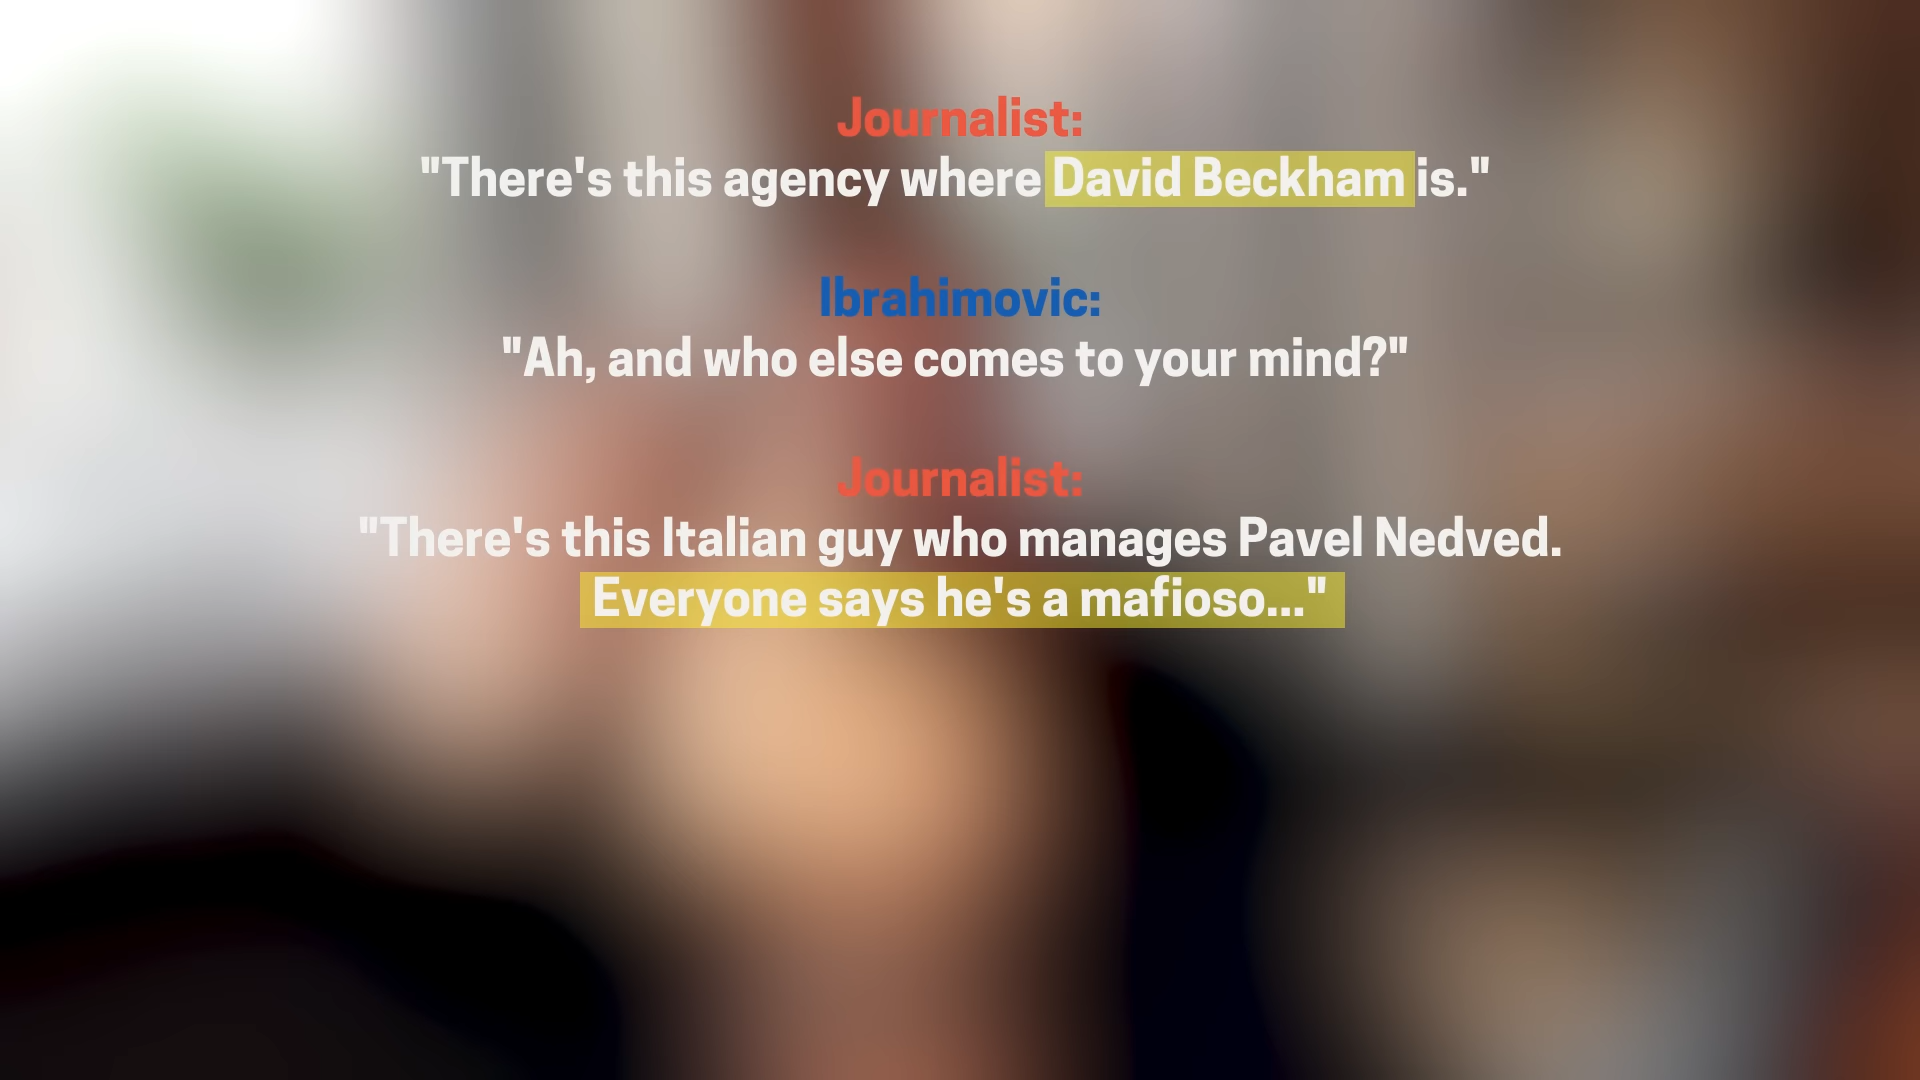 Journalist:
"There's this agency where David Beckham is."
Ibrahimovic:
"Ah, and who else comes to your mind?"
Journalist:
"There's this Italian guy who manages Pavel Nedved.
Everyone says he's a mafioso..."